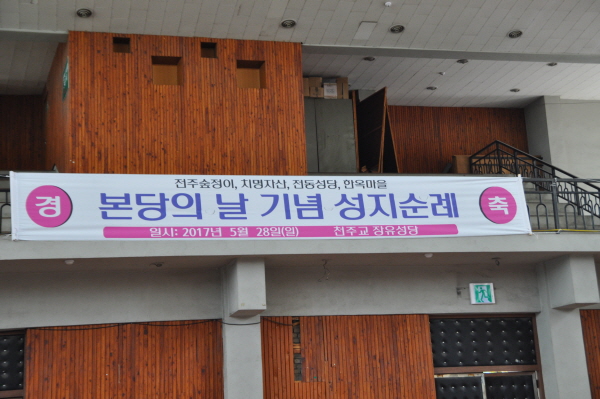 전주숲정이, 치명자산, 전동성당, 한옥마을
경 본당의 날 기념 성지순례 축
일시: 2017년 5월 28일(일) 천주교 장유성당